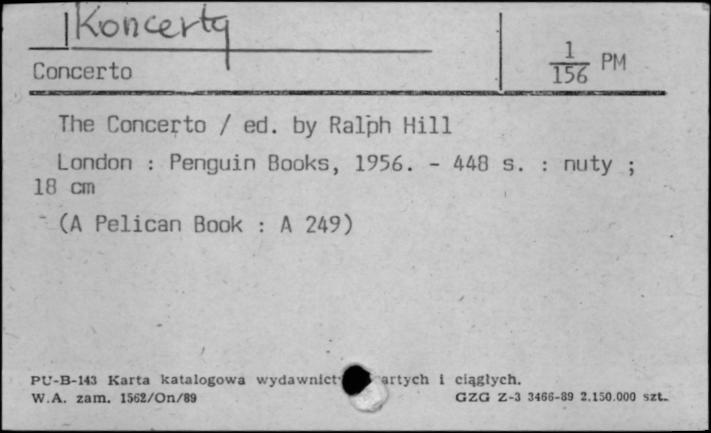 Koncerty
Concerto
1/156 PM
The Concerto / ed. by Ralph Hill
London : Penguin Books, 1956. - 448 s. : nuty ;
18 cm
(A Pelican Book : A 249)
PU-B-143 Karta katalogowa wydawnict artych i ciągłych.
W.A. zam. 1562/On/89 GZG Z-3 3466-89 2.150.000 szt.